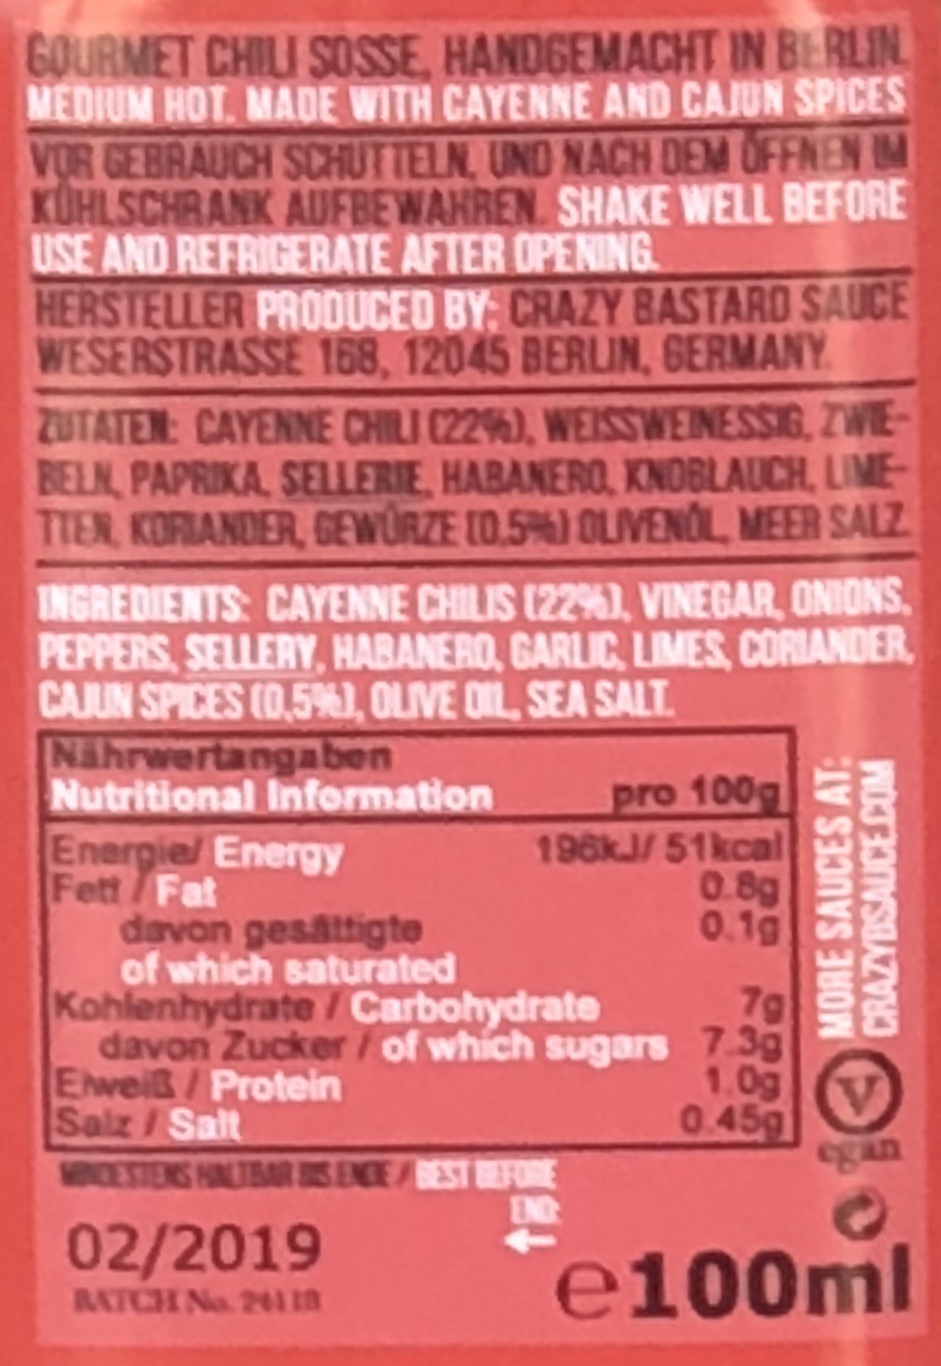 GOURMET CHILI SOSSE, HANDGEMACHT IN BERLIN.
MEDIUM HOT. MADE WITH CAYENNE AND CAJUN SPICES
VOR GEBRAUCH SCHÜTTELN, UND NACH DEM ÖFFNEN IM
KÜHLSCHRANK AUFBEWAHREN. SHAKE WELL BEFORE
USE AND REFRIGERATE AFTER OPENING.
HERSTELLER PRODUCED BY: CRAZY BASTARD SAUCE
WESERSTRASSE 168, 12045 BERLIN, GERMANY.
ZUTATEN: CAYENNE CHILI (22%), WEISSWEINESSIG, ZWIE-
BELN, PAPRIKA, SELLERIE, HABANERO, KNOBLAUCH, LIME-
TTEN, KORIANDER, GEWÜRZE (0,5%) OLIVENÖL, MEER SALZ.
INGREDIENTS: CAYENNE CHILIS (22%), VINEGAR, ONIONS,
PEPPERS, SELLERY, HABANERO, GARLIC, LIMES, CORIANDER,
CAJUN SPICES (0,5%), OLIVE OIL, SEA SALT.
Nährwertangaben
Nutritional Information pro 100g
Energie/ Energy 196kJ/ 51kcal
Fett / Fat 0.8g
davon gesättigte 0.1g
of which saturated
Kohlenhydrate / Carbohydrate 7g
davon Zucker / of which sugars 7.3g
Eiweiß / Protein 1.0g
Salz / Salt 0.45g
MORE SAUCES AT:
CRAZYBSAUCE.COM
V
egan
MINDESTENS HALTBAR BIS ENDE / BEST BEFORE
END:
02/2019
BATCH No. 24118
e100ml